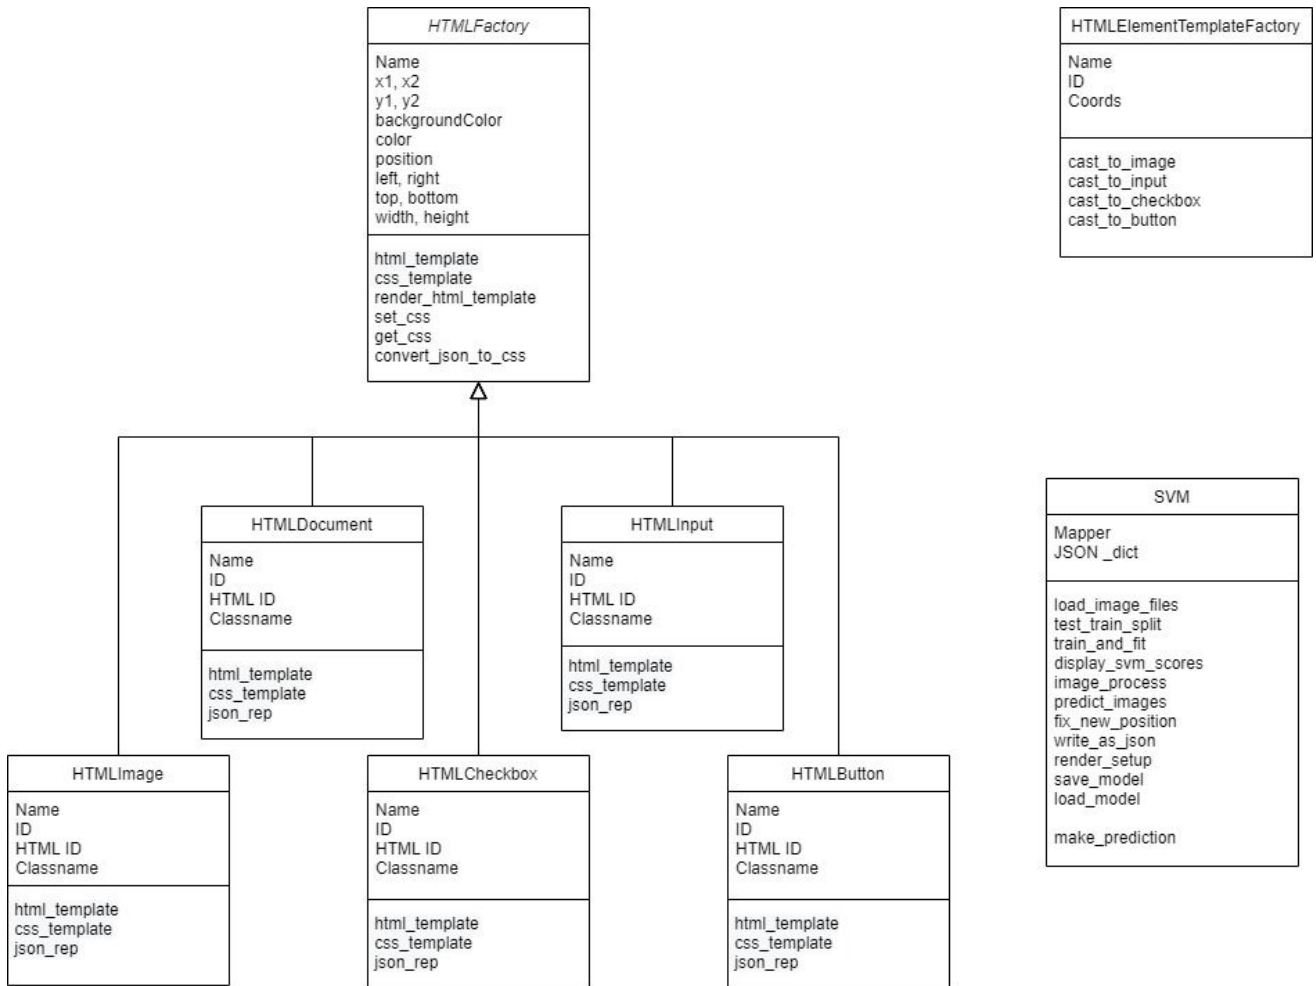 HTMLFactory
Name
x1, x2
y1, y2
backgroundColor
color
position
left, right
top, bottom
width, height
html_template
css_template
render_html_template
set_css
get_css
convert_json_to_css
HTMLElementTemplateFactory
Name
ID
Coords
cast_to_image
cast_to_input
cast_to_checkbox
cast_to_button
HTMLDocument
Name
ID
HTML ID
Classname
html_template
css_template
json_rep
HTMLInput
Name
ID
HTML ID
Classname
html_template
css_template
json_rep
SVM
Mapper
JSON _dict
load_image_files
test_train_split
train_and_fit
display_svm_scores
image_process
predict_images
fix_new_position
write_as_json
render_setup
save_model
load_model
make_prediction
HTMLImage
Name
ID
HTML ID
Classname
html_template
css_template
json_rep
HTMLCheckbox
Name
ID
HTML ID
Classname
html_template
css_template
json_rep
HTMLButton
Name
ID
HTML ID
Classname
html_template
css_template
json_rep